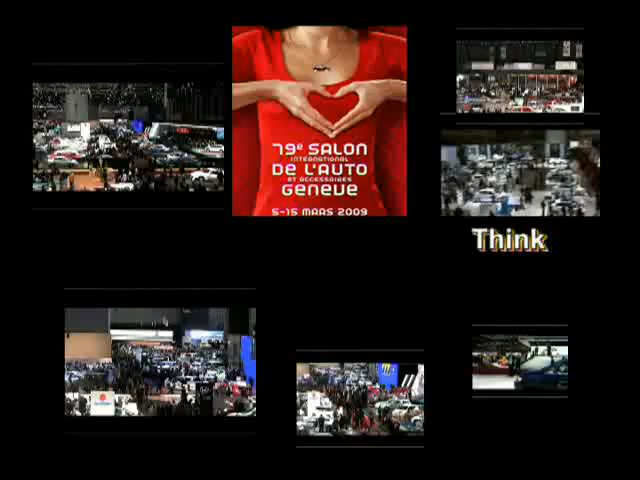 79e SALON
INTERNATIONAL
DE L'AUTO
ET ACCESSOIRES
GENEVE
5-15 MARS 2009
Think